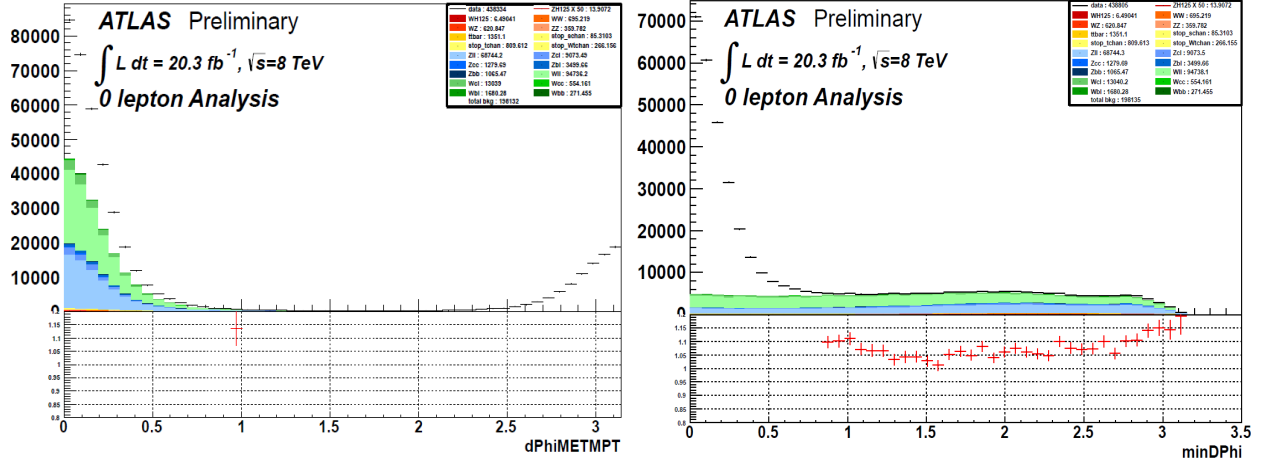 ATLAS Preliminary
∫ L dt = 20.3 fb⁻¹, √s=8 TeV
0 lepton Analysis
data : 438334
ZH125 X 50 : 13.9072
WH125 : 6.49041
WW : 695.219
WZ : 620.847
ZZ : 359.782
ttbar : 1351.1
stop_schan : 85.3103
stop_tchan : 809.612
stop_Wtchan : 266.156
Zll : 68744.2
Zcl : 9073.49
Zcc : 1279.69
Zbl : 3499.66
Zbb : 1065.47
Wll : 94736.2
Wcl : 13039
Wcc : 554.161
Wbl : 1680.28
Wbb : 271.455
total bkg : 198132
80000
70000
60000
50000
40000
30000
20000
10000
0
1.15
1.1
1.05
1
0.95
0.9
0.85
0.8
0 0.5 1 1.5 2 2.5 3
dPhiMETMPT
ATLAS Preliminary
∫ L dt = 20.3 fb⁻¹, √s=8 TeV
0 lepton Analysis
data : 438805
ZH125 X 50 : 13.9072
WH125 : 6.49041
WW : 695.219
WZ : 620.847
ZZ : 359.782
ttbar : 1351.1
stop_schan : 85.3103
stop_tchan : 809.613
stop_Wtchan : 266.155
Zll : 68744.3
Zcl : 9073.5
Zcc : 1279.69
Zbl : 3499.66
Zbb : 1065.47
Wll : 94738.1
Wcl : 13040.2
Wcc : 554.161
Wbl : 1680.28
Wbb : 271.455
total bkg : 198135
70000
60000
50000
40000
30000
20000
10000
0
1.2
1.15
1.1
1.05
1
0.95
0.9
0.85
0.8
0 0.5 1 1.5 2 2.5 3 3.5
minDPhi